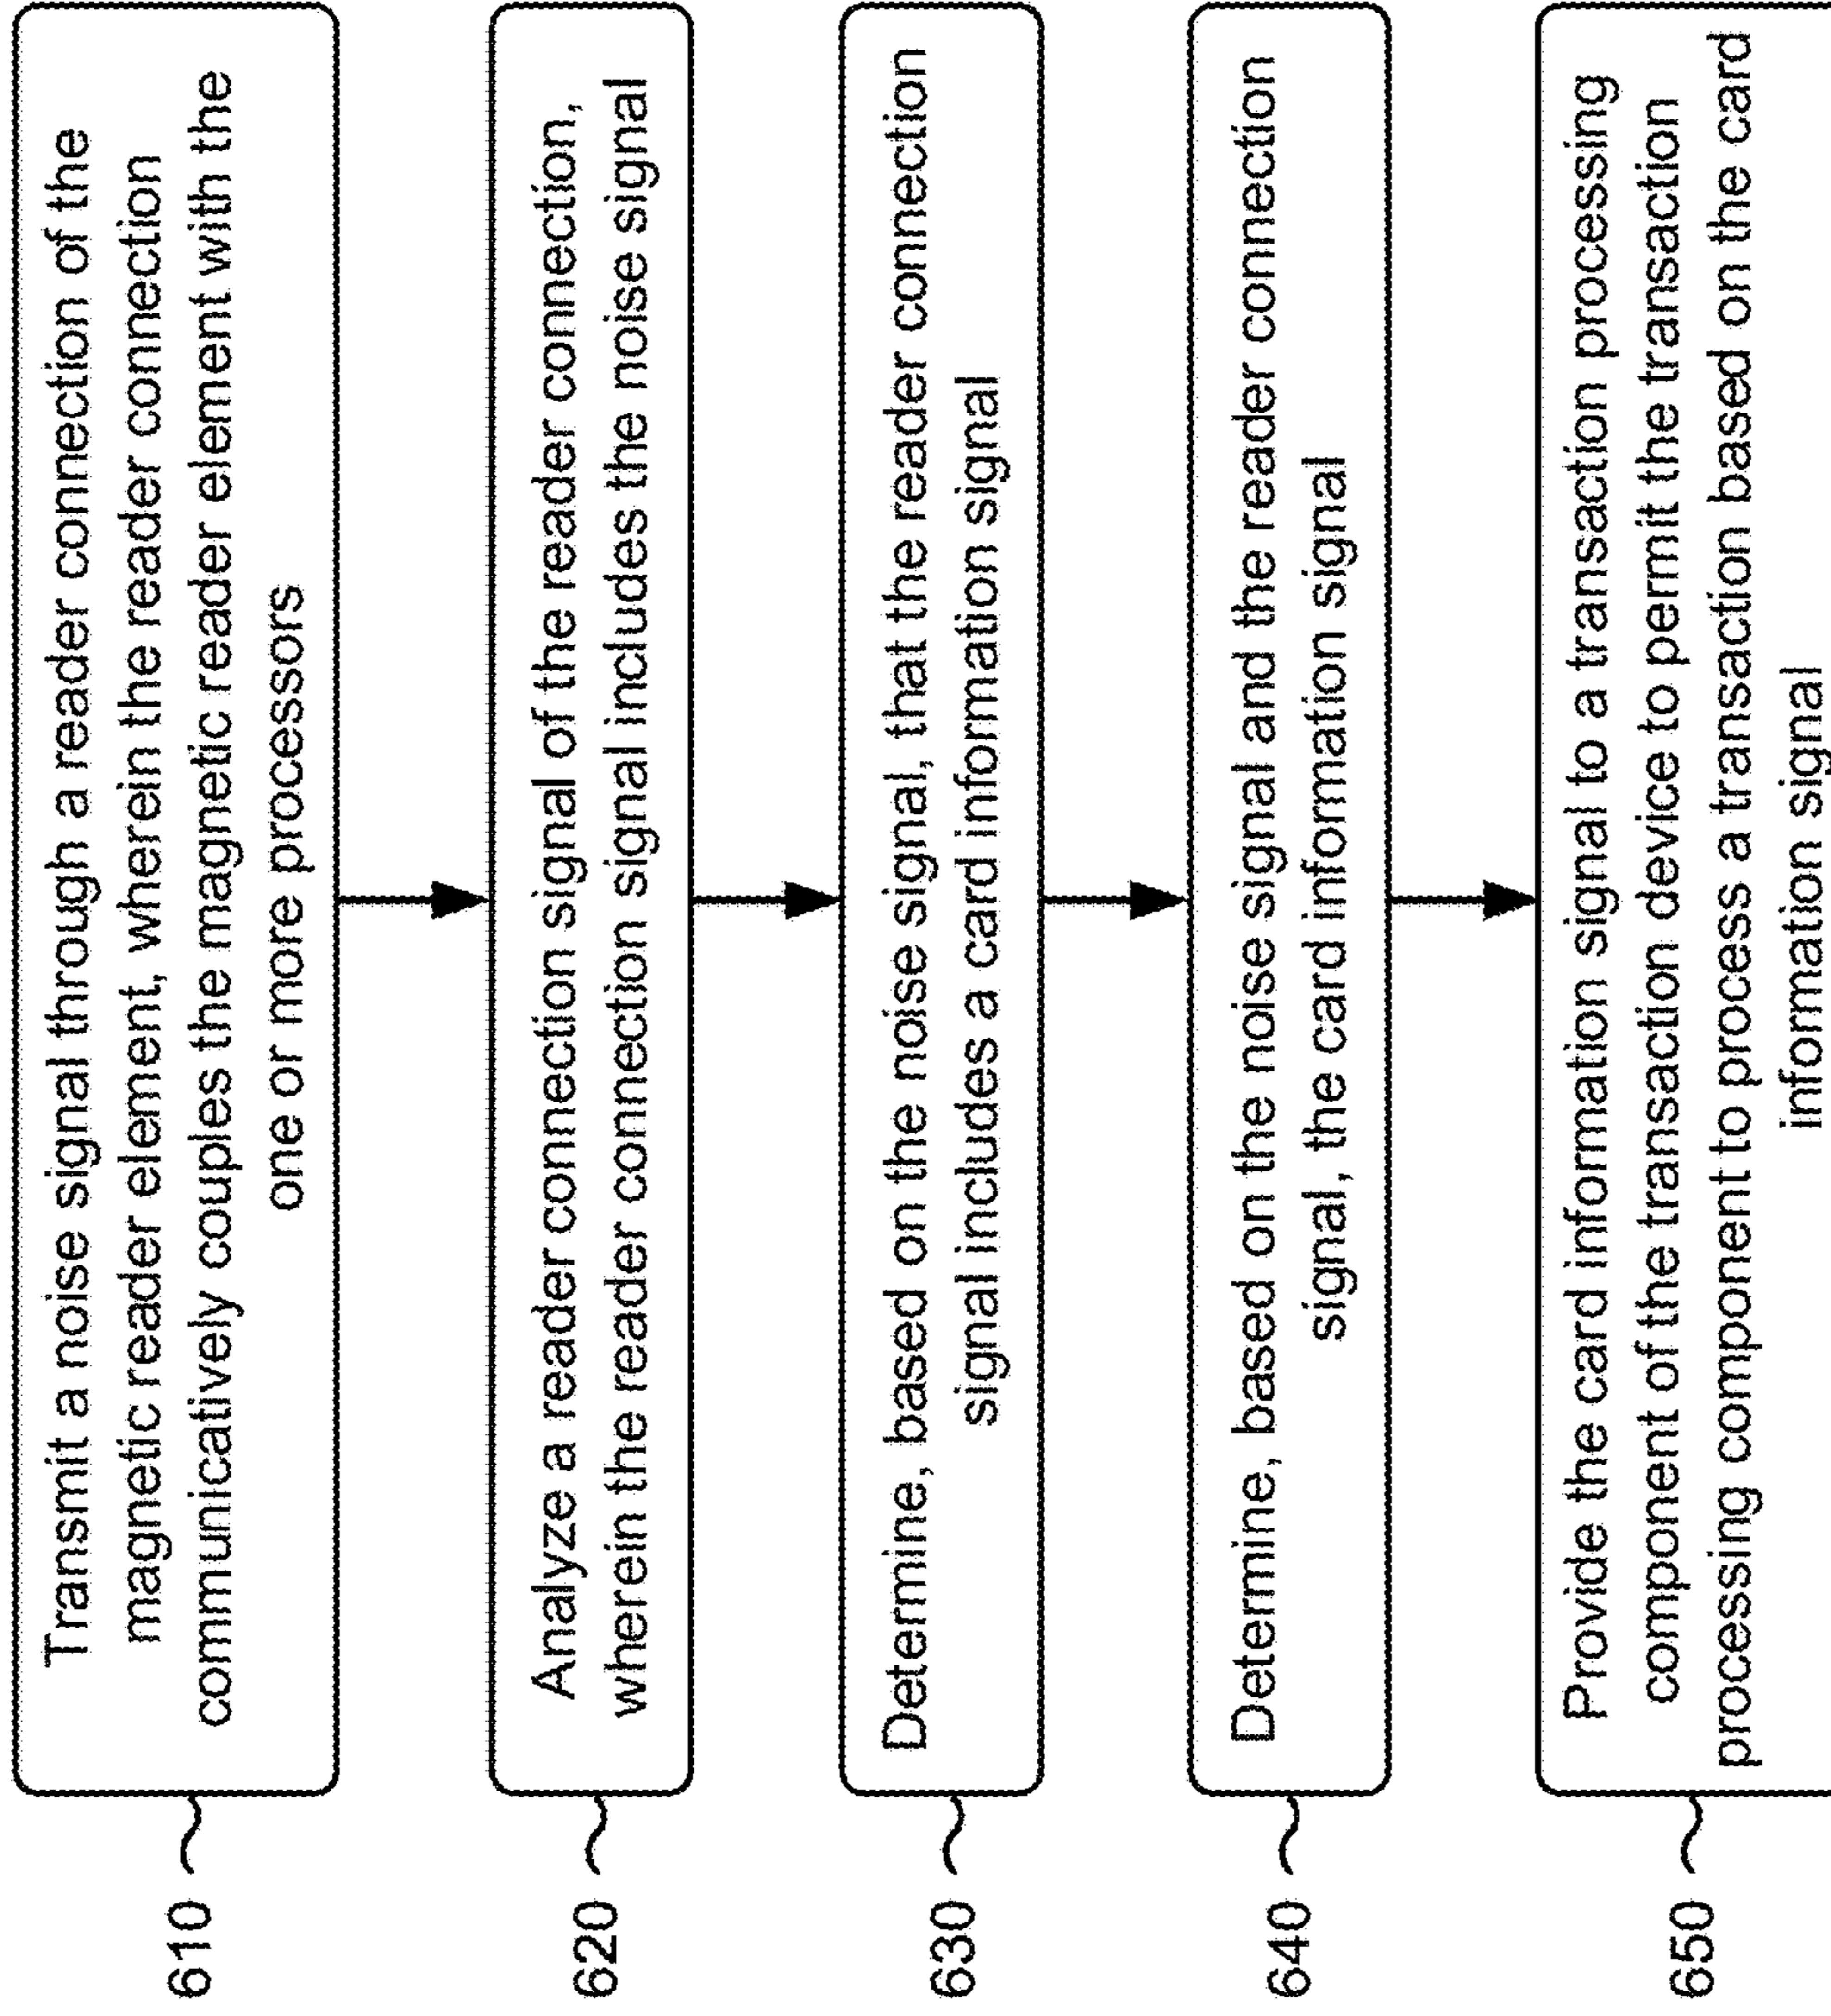 610
Transmit a noise signal through a reader connection of the
magnetic reader element, wherein the reader connection
communicatively couples the magnetic reader element with the
one or more processors
620
Analyze a reader connection signal of the reader connection,
wherein the reader connection signal includes the noise signal
630
Determine, based on the noise signal, that the reader connection
signal includes a card information signal
640
Determine, based on the noise signal and the reader connection
signal, the card information signal
650
Provide the card information signal to a transaction processing
component of the transaction device to permit the transaction
processing component to process a transaction based on the card
information signal